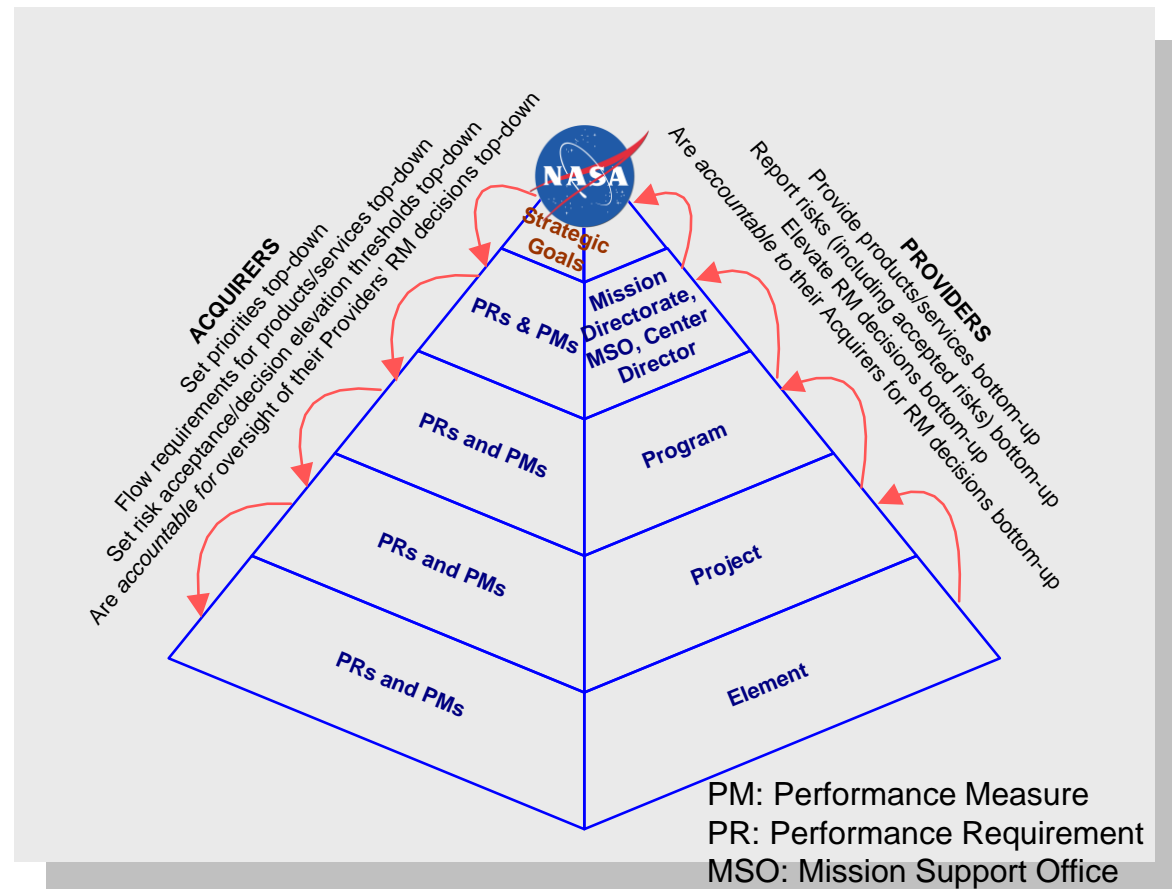 ACQUIRERS
Set priorities top-down
Flow requirements for products/services top-down
Set risk acceptance/decision elevation thresholds top-down
Are accountable for oversight of their Providers' RM decisions top-down
NASA
Strategic
Goals
PRs & PMs
Mission
Directorate,
MSO, Center
Director
PRs and PMs
Program
PRs and PMs
Project
PRs and PMs
Element
PROVIDERS
Provide products/services bottom-up
Report risks (including accepted risks) bottom-up
Elevate RM decisions bottom-up
Are accountable to their Acquirers for RM decisions bottom-up
PM: Performance Measure
PR: Performance Requirement
MSO: Mission Support Office